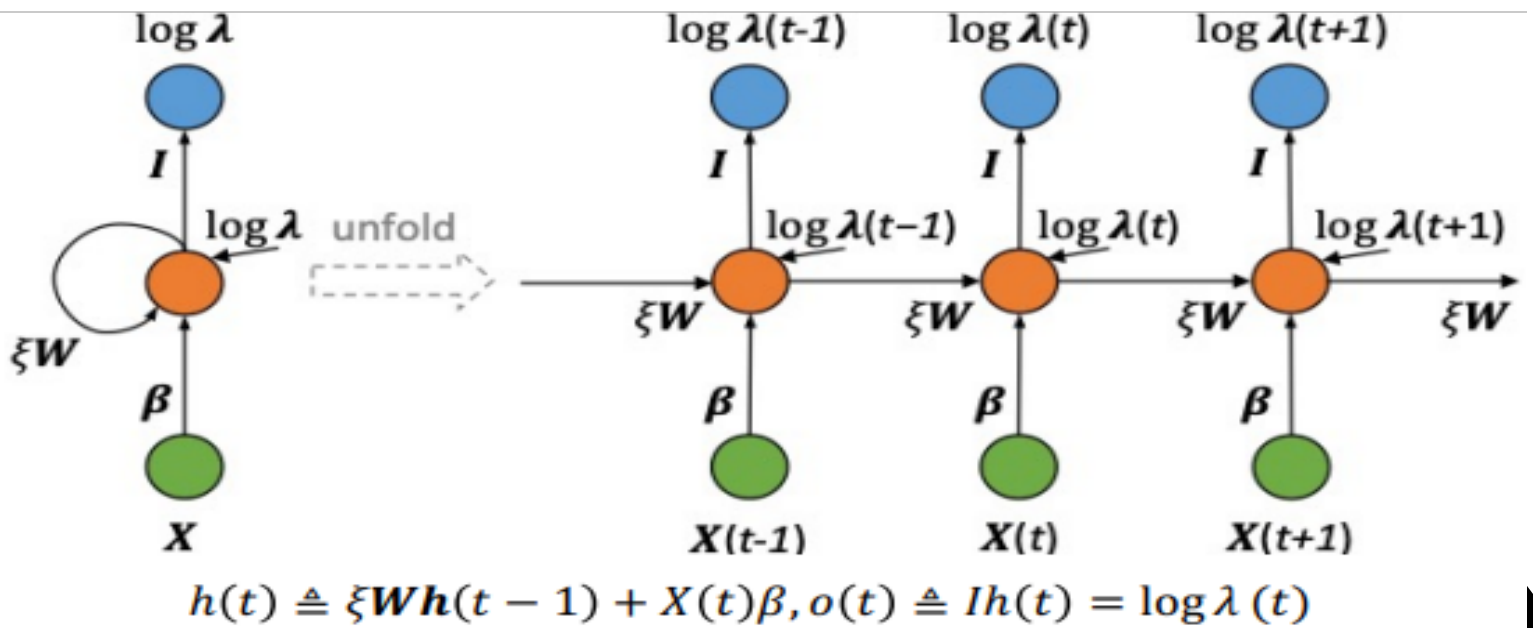 log λ log λ(t-1) log λ(t) log λ(t+1)
I I I I
log λ unfold log λ(t−1) log λ(t) log λ(t+1)
ξW ξW ξW ξW ξW
β β β β
X X(t-1) X(t) X(t+1)
h(t) ≜ ξWh(t − 1) + X(t)β, o(t) ≜ Ih(t) = log λ (t)